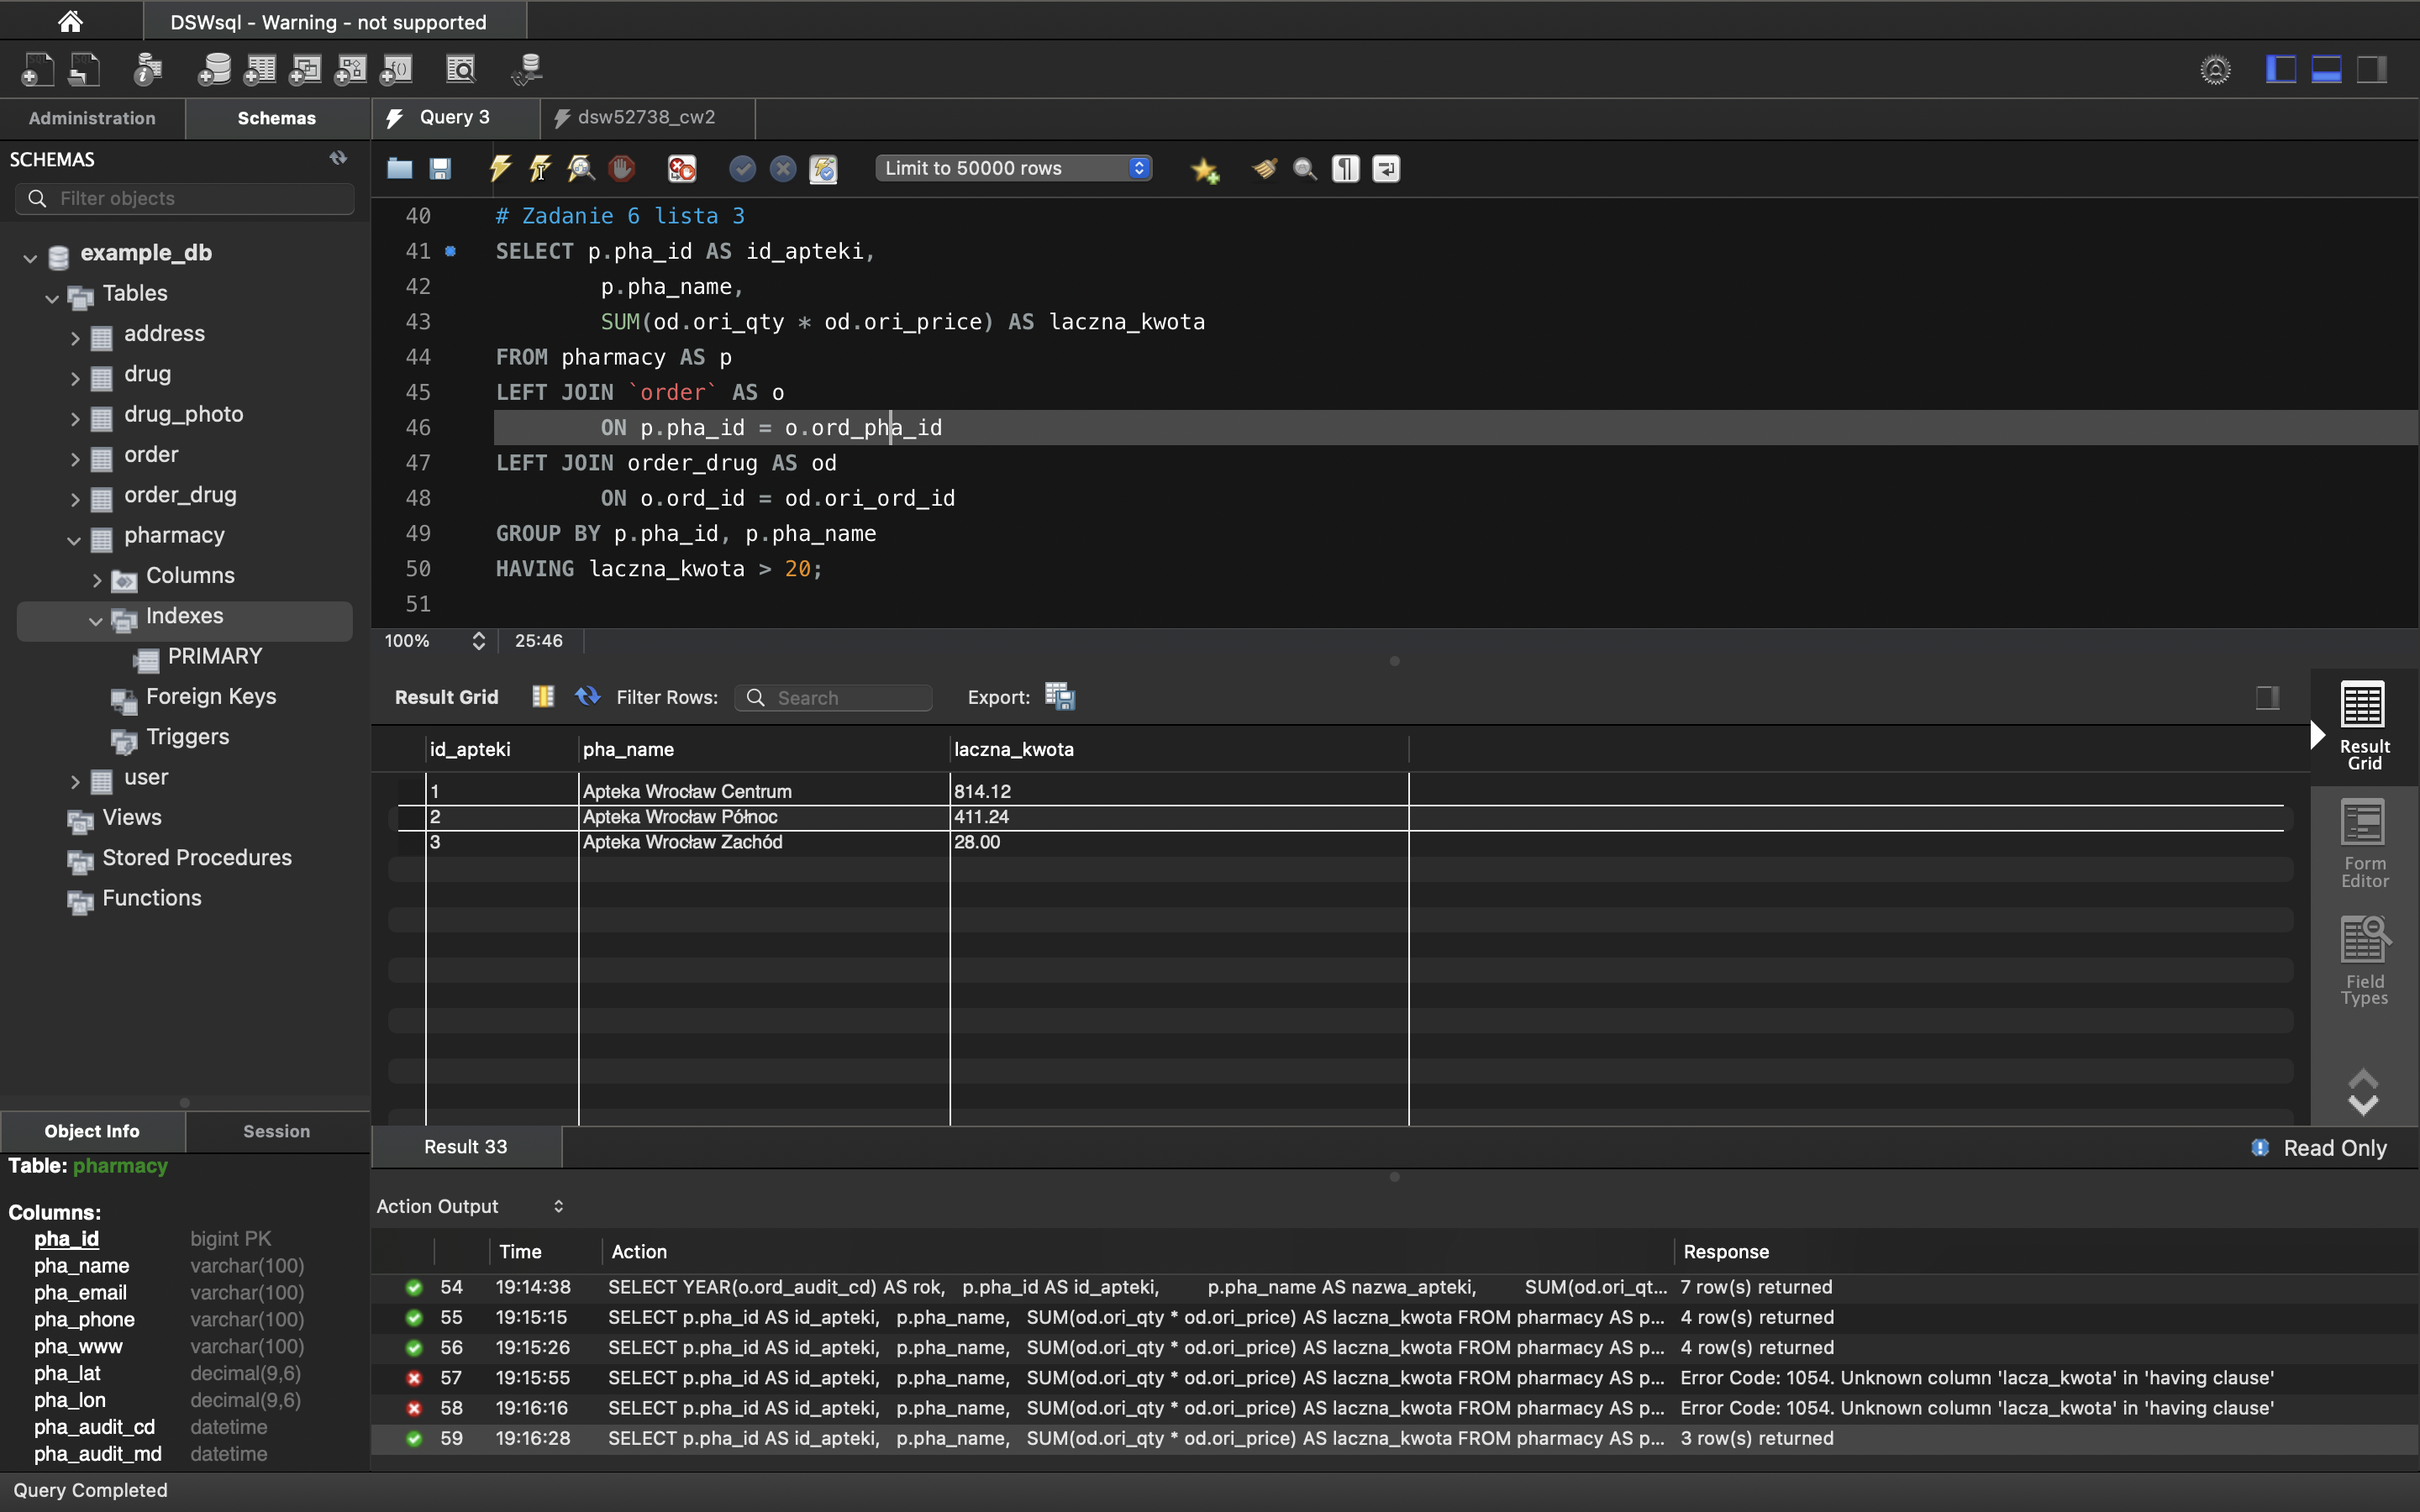 DSWsql - Warning - not supported
Administration
Schemas
Query 3
dsw52738_cw2
SCHEMAS
Filter objects
Limit to 50000 rows
example_db
Tables
address
drug
drug_photo
order
order_drug
pharmacy
Columns
Indexes
PRIMARY
Foreign Keys
Triggers
user
Views
Stored Procedures
Functions
40 # Zadanie 6 lista 3
41 SELECT p.pha_id AS id_apteki,
42 p.pha_name,
43 SUM(od.ori_qty * od.ori_price) AS laczna_kwota
44 FROM pharmacy AS p
45 LEFT JOIN `order` AS o
46 ON p.pha_id = o.ord_pha_id
47 LEFT JOIN order_drug AS od
48 ON o.ord_id = od.ori_ord_id
49 GROUP BY p.pha_id, p.pha_name
50 HAVING laczna_kwota > 20;
51
100% 25:46
Result Grid Filter Rows: Search Export:
id_apteki pha_name laczna_kwota
1 Apteka Wrocław Centrum 814.12
2 Apteka Wrocław Północ 411.24
3 Apteka Wrocław Zachód 28.00
Result
Grid
Form
Editor
Field
Types
Result 33
Read Only
Object Info
Session
Table: pharmacy
Columns:
pha_id bigint PK
pha_name varchar(100)
pha_email varchar(100)
pha_phone varchar(100)
pha_www varchar(100)
pha_lat decimal(9,6)
pha_lon decimal(9,6)
pha_audit_cd datetime
pha_audit_md datetime
Action Output
Time Action Response
54 19:14:38 SELECT YEAR(o.ord_audit_cd) AS rok, p.pha_id AS id_apteki, p.pha_name AS nazwa_apteki, SUM(od.ori_qt... 7 row(s) returned
55 19:15:15 SELECT p.pha_id AS id_apteki, p.pha_name, SUM(od.ori_qty * od.ori_price) AS laczna_kwota FROM pharmacy AS p... 4 row(s) returned
56 19:15:26 SELECT p.pha_id AS id_apteki, p.pha_name, SUM(od.ori_qty * od.ori_price) AS laczna_kwota FROM pharmacy AS p... 4 row(s) returned
57 19:15:55 SELECT p.pha_id AS id_apteki, p.pha_name, SUM(od.ori_qty * od.ori_price) AS laczna_kwota FROM pharmacy AS p... Error Code: 1054. Unknown column 'lacza_kwota' in 'having clause'
58 19:16:16 SELECT p.pha_id AS id_apteki, p.pha_name, SUM(od.ori_qty * od.ori_price) AS laczna_kwota FROM pharmacy AS p... Error Code: 1054. Unknown column 'lacza_kwota' in 'having clause'
59 19:16:28 SELECT p.pha_id AS id_apteki, p.pha_name, SUM(od.ori_qty * od.ori_price) AS laczna_kwota FROM pharmacy AS p... 3 row(s) returned
Query Completed